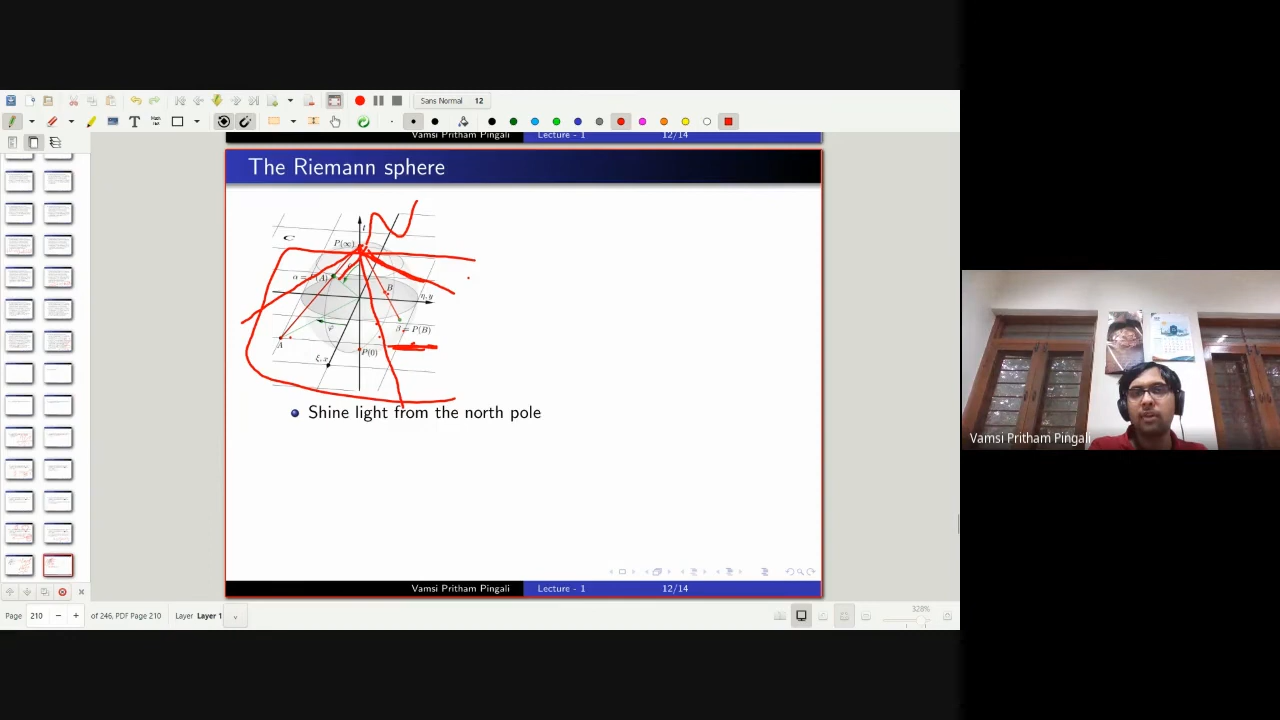 Sans Normal 12
Vamsi Pritham Pingali Lecture - 1 12/14
The Riemann sphere
t
P(∞)
C
B
η, y
β = P(B)
φ
A
ξ, x
P(0)
N
Shine light from the north pole
Vamsi Pritham Pingali
Vamsi Pritham Pingali Lecture - 1 12/14
Page 210 of 246, PDF Page 210 Layer Layer 1
328%